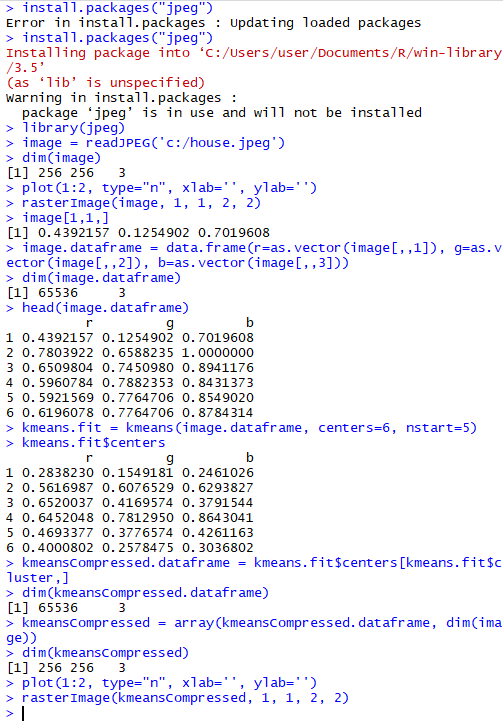 > install.packages("jpeg")
Error in install.packages : Updating loaded packages
> install.packages("jpeg")
Installing package into ‘C:/Users/user/Documents/R/win-library
/3.5’
(as ‘lib’ is unspecified)
Warning in install.packages :
  package ‘jpeg’ is in use and will not be installed
> library(jpeg)
> image = readJPEG('c:/house.jpeg')
> dim(image)
[1] 256 256   3
> plot(1:2, type="n", xlab='', ylab='')
> rasterImage(image, 1, 1, 2, 2)
> image[1,1,]
[1] 0.4392157 0.1254902 0.7019608
> image.dataframe = data.frame(r=as.vector(image[,,1]), g=as.v
ector(image[,,2]), b=as.vector(image[,,3]))
> dim(image.dataframe)
[1] 65536     3
> head(image.dataframe)
          r         g         b
1 0.4392157 0.1254902 0.7019608
2 0.7803922 0.6588235 1.0000000
3 0.6509804 0.7450980 0.8941176
4 0.5960784 0.7882353 0.8431373
5 0.5921569 0.7764706 0.8549020
6 0.6196078 0.7764706 0.8784314
> kmeans.fit = kmeans(image.dataframe, centers=6, nstart=5)
> kmeans.fit$centers
          r         g         b
1 0.2838230 0.1549181 0.2461026
2 0.5616987 0.6076529 0.6293827
3 0.6520037 0.4169574 0.3791544
4 0.6452048 0.7812950 0.8643041
5 0.4693377 0.3776574 0.4261163
6 0.4000802 0.2578475 0.3036802
> kmeansCompressed.dataframe = kmeans.fit$centers[kmeans.fit$c
luster,]
> dim(kmeansCompressed.dataframe)
[1] 65536     3
> kmeansCompressed = array(kmeansCompressed.dataframe, dim(ima
ge))
> dim(kmeansCompressed)
[1] 256 256   3
> plot(1:2, type="n", xlab='', ylab='')
> rasterImage(kmeansCompressed, 1, 1, 2, 2)
>